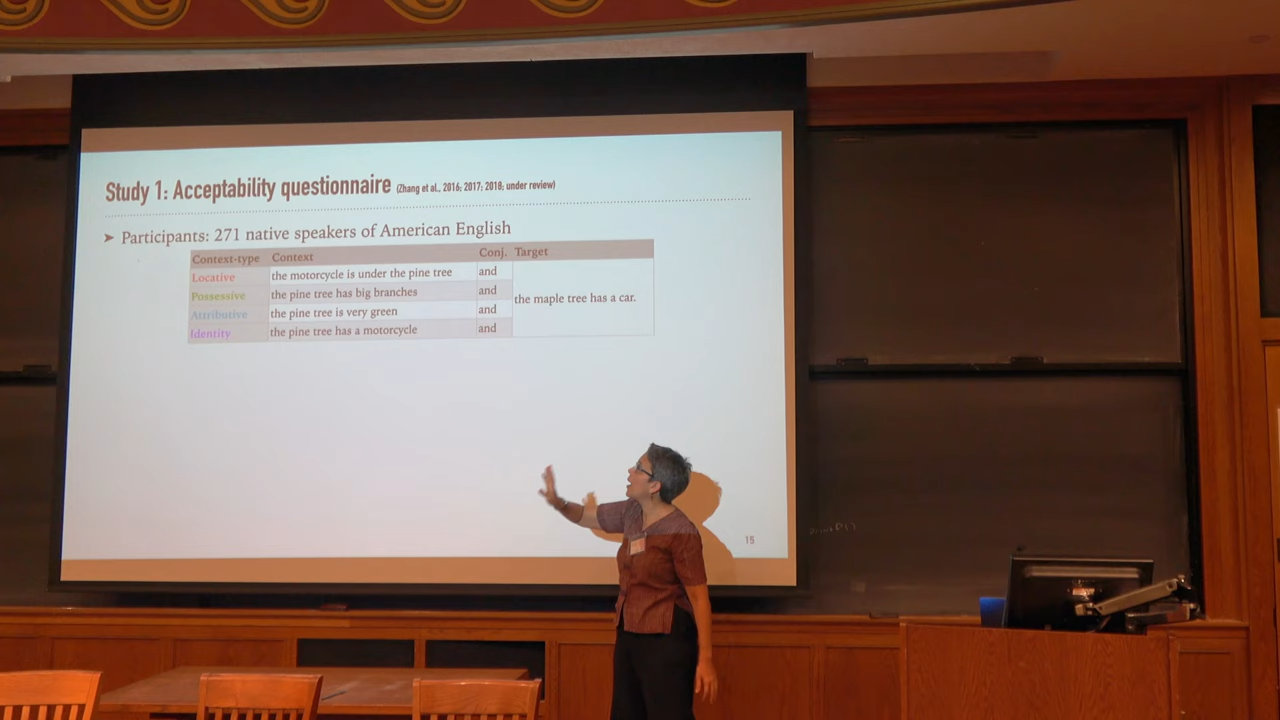 Study 1: Acceptability questionnaire (Zhang et al., 2016; 2017; 2018; under review)
➤ Participants: 271 native speakers of American English
Context-type Context Conj. Target
Locative the motorcycle is under the pine tree and
Possessive the pine tree has big branches and
the maple tree has a car.
Attributive the pine tree is very green and
Identity the pine tree has a motorcycle and
15